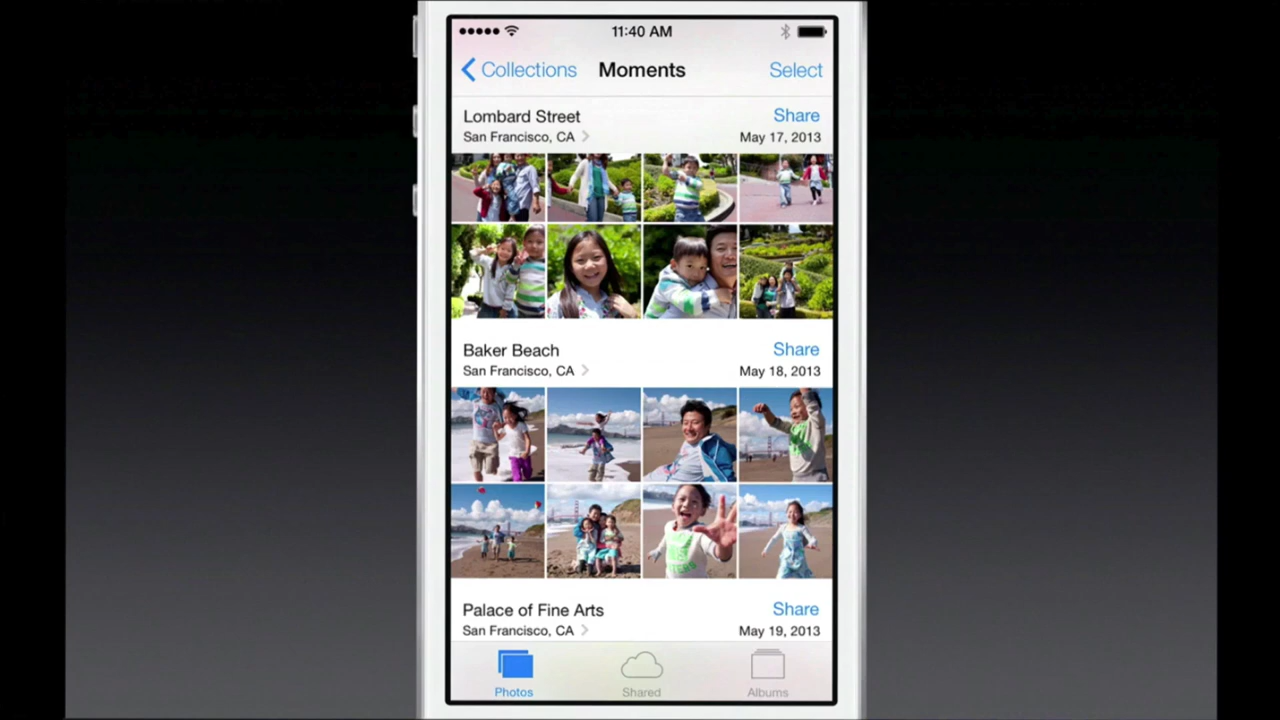 11:40 AM
Collections Moments Select
Lombard Street Share
San Francisco, CA May 17, 2013
Baker Beach Share
San Francisco, CA May 18, 2013
Palace of Fine Arts Share
San Francisco, CA May 19, 2013
Photos Shared Albums